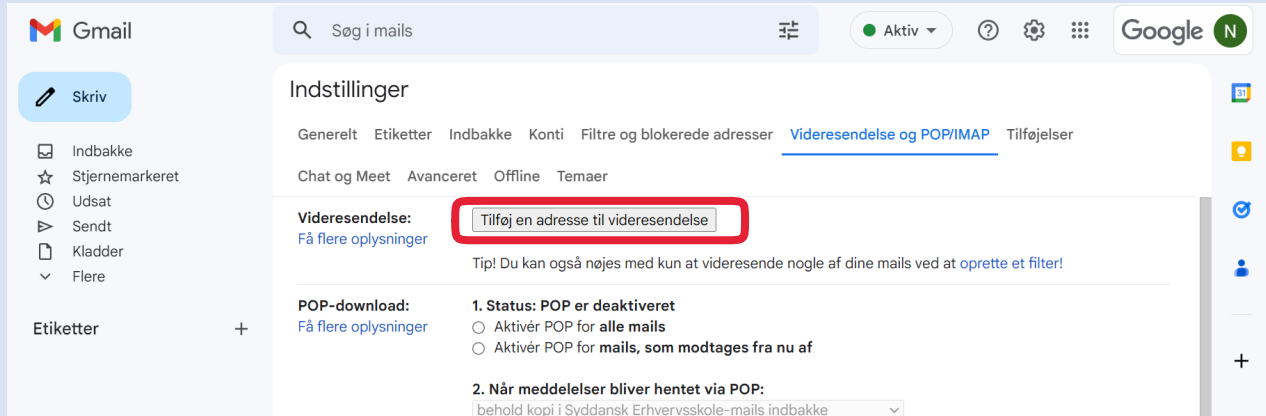 Gmail
Søg i mails
Aktiv
Google
N
Skriv
Indbakke
Stjernemarkeret
Udsat
Sendt
Kladder
Flere
Etiketter
Indstillinger
Generelt Etiketter Indbakke Konti Filtre og blokerede adresser Videresendelse og POP/IMAP Tilføjelser
Chat og Meet Avanceret Offline Temaer
Videresendelse: Tilføj en adresse til videresendelse
Få flere oplysninger
Tip! Du kan også nøjes med kun at videresende nogle af dine mails ved at oprette et filter!
POP-download: 1. Status: POP er deaktiveret
Få flere oplysninger Aktivér POP for alle mails
Aktivér POP for mails, som modtages fra nu af
2. Når meddelelser bliver hentet via POP:
behold kopi i Syddansk Erhvervsskole-mails indbakke
31